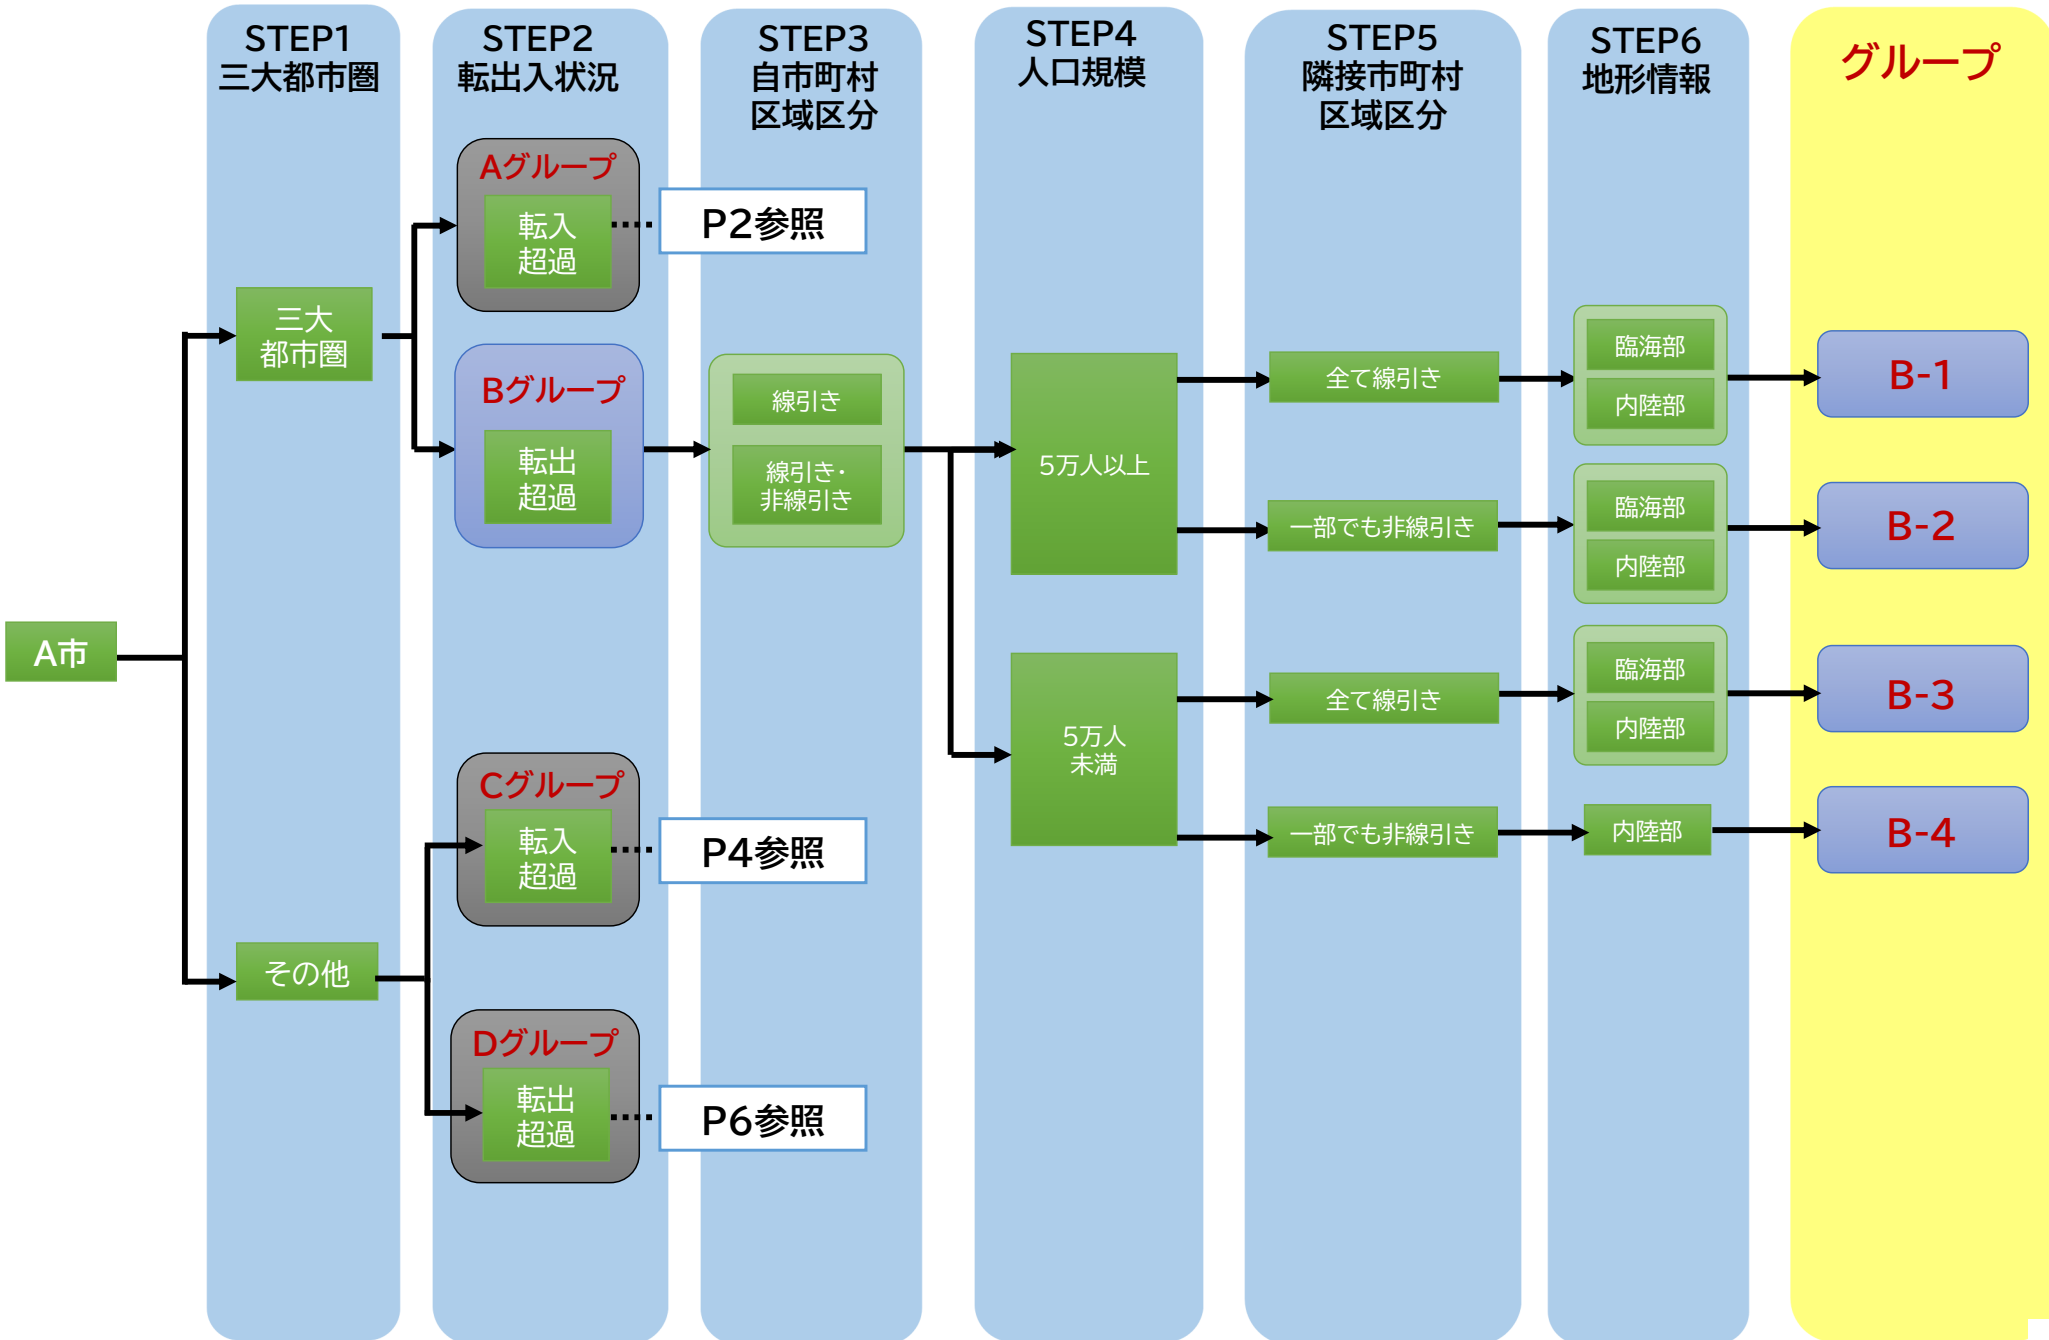 STEP1
三大都市圏
STEP2
転出入状況
STEP3
自市町村
区域区分
STEP4
人口規模
STEP5
隣接市町村
区域区分
STEP6
地形情報
グループ
A市
三大
都市圏
その他
Aグループ
転入
超過
P2参照
Bグループ
転出
超過
Cグループ
転入
超過
P4参照
Dグループ
転出
超過
P6参照
線引き
線引き・
非線引き
5万人以上
5万人
未満
全て線引き
一部でも非線引き
全て線引き
一部でも非線引き
臨海部
内陸部
臨海部
内陸部
臨海部
内陸部
内陸部
B-1
B-2
B-3
B-4